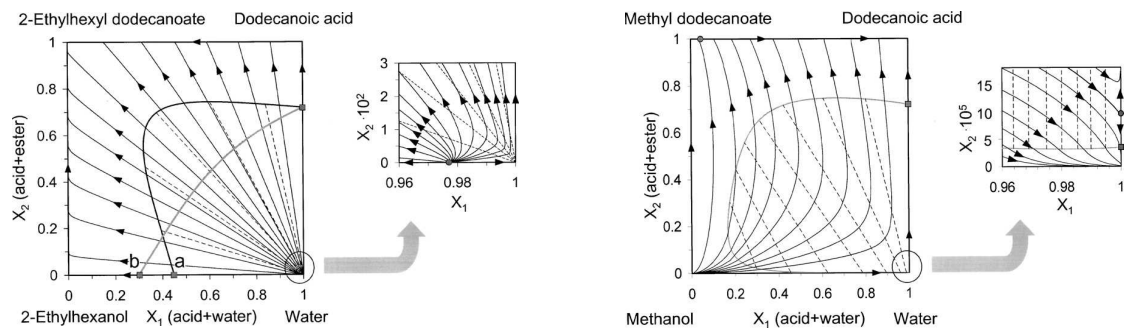 2-Ethylhexyl dodecanoate Dodecanoic acid
1
0.8
0.6
0.4
0.2
0
X2 (acid+ester)
b a
0 0.2 0.4 0.6 0.8 1
2-Ethylhexanol X1 (acid+water) Water
3
2
1
0
X2 ·10²
0.96 0.98 1
X1
Methyl dodecanoate Dodecanoic acid
1
0.8
0.6
0.4
0.2
0
X2 (acid+ester)
0 0.2 0.4 0.6 0.8 1
Methanol X1 (acid+water) Water
15
10
5
0
X2 ·10⁵
0.96 0.98 1
X1